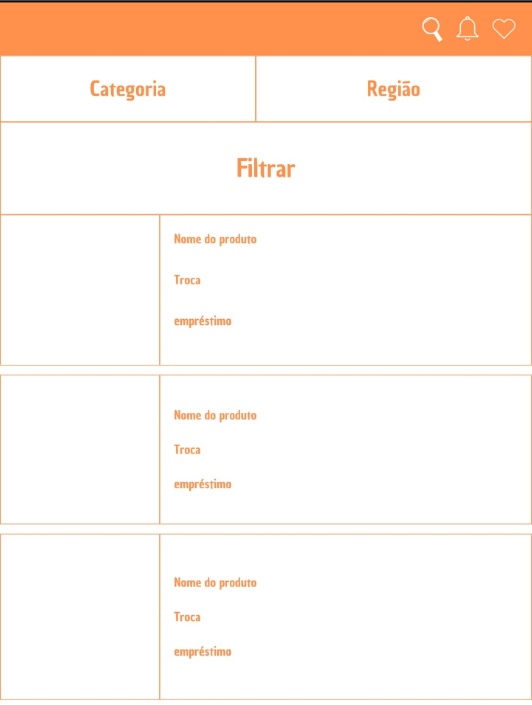 Categoria
Região
Filtrar
Nome do produto
Troca
empréstimo
Nome do produto
Troca
empréstimo
Nome do produto
Troca
empréstimo